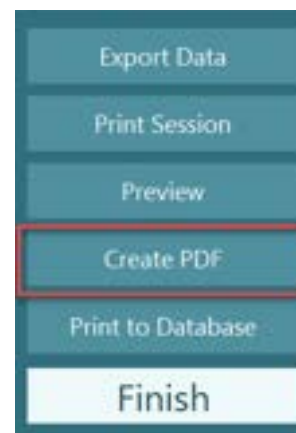 Export Data
Print Session
Preview
Create PDF
Print to Database
Finish